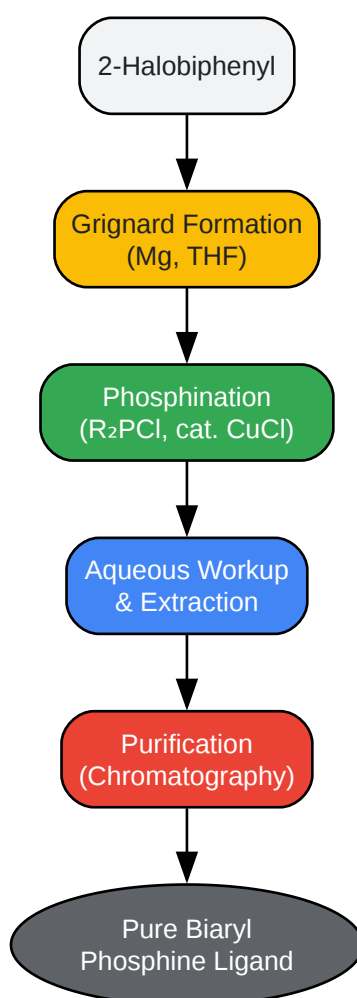 2-Halobiphenyl
Grignard Formation
(Mg, THF)
Phosphination
(R₂PCl, cat. CuCl)
Aqueous Workup
& Extraction
Purification
(Chromatography)
Pure Biaryl
Phosphine Ligand